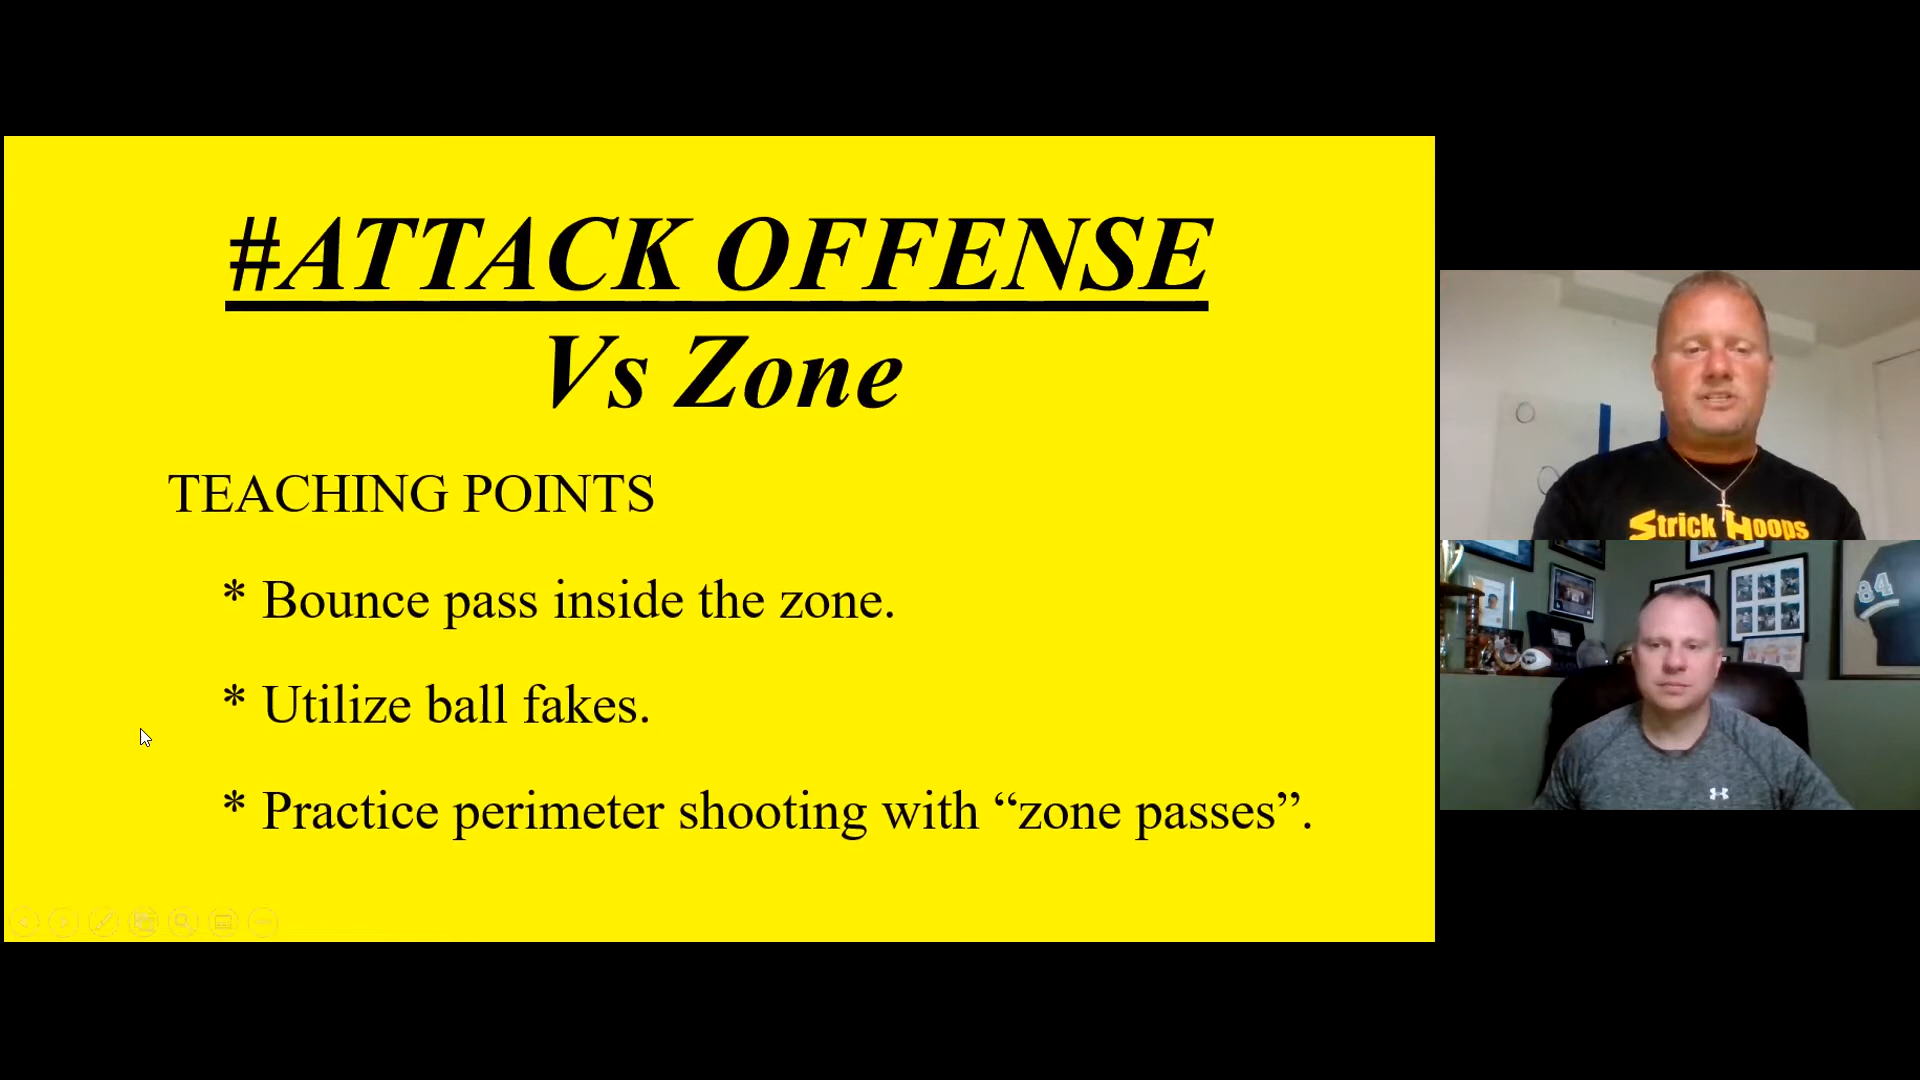 #ATTACK OFFENSE
Vs Zone
TEACHING POINTS
* Bounce pass inside the zone.
* Utilize ball fakes.
* Practice perimeter shooting with “zone passes”.
Strick Hoops
84